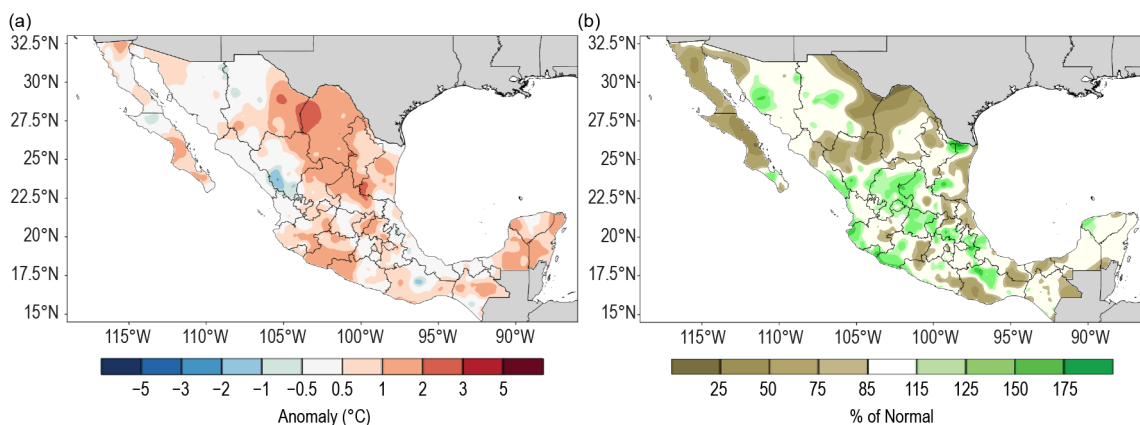 (a)
32.5°N
30°N
27.5°N
25°N
22.5°N
20°N
17.5°N
15°N
115°W 110°W 105°W 100°W 95°W 90°W
−5 −3 −2 −1 −0.5 0.5 1 2 3 5
Anomaly (°C)
(b)
32.5°N
30°N
27.5°N
25°N
22.5°N
20°N
17.5°N
15°N
115°W 110°W 105°W 100°W 95°W 90°W
25 50 75 85 115 125 150 175
% of Normal